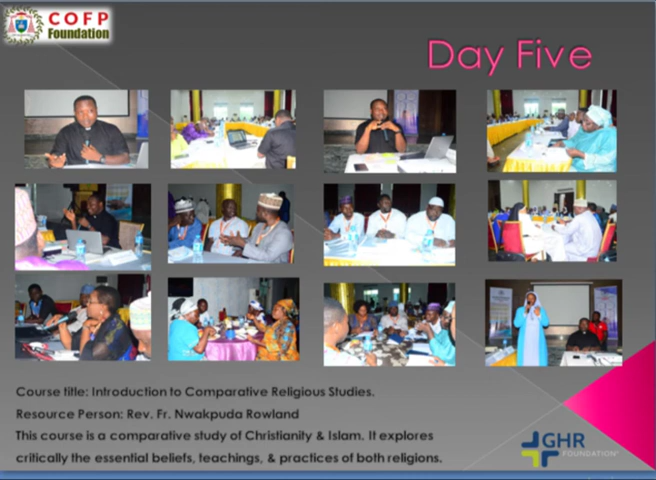 COFP
Foundation
Day Five
Course title: Introduction to Comparative Religious Studies.
Resource Person: Rev. Fr. Nwakpuda Rowland
This course is a comparative study of Christianity & Islam. It explores
critically the essential beliefs, teachings, & practices of both religions.
GHR
FOUNDATION